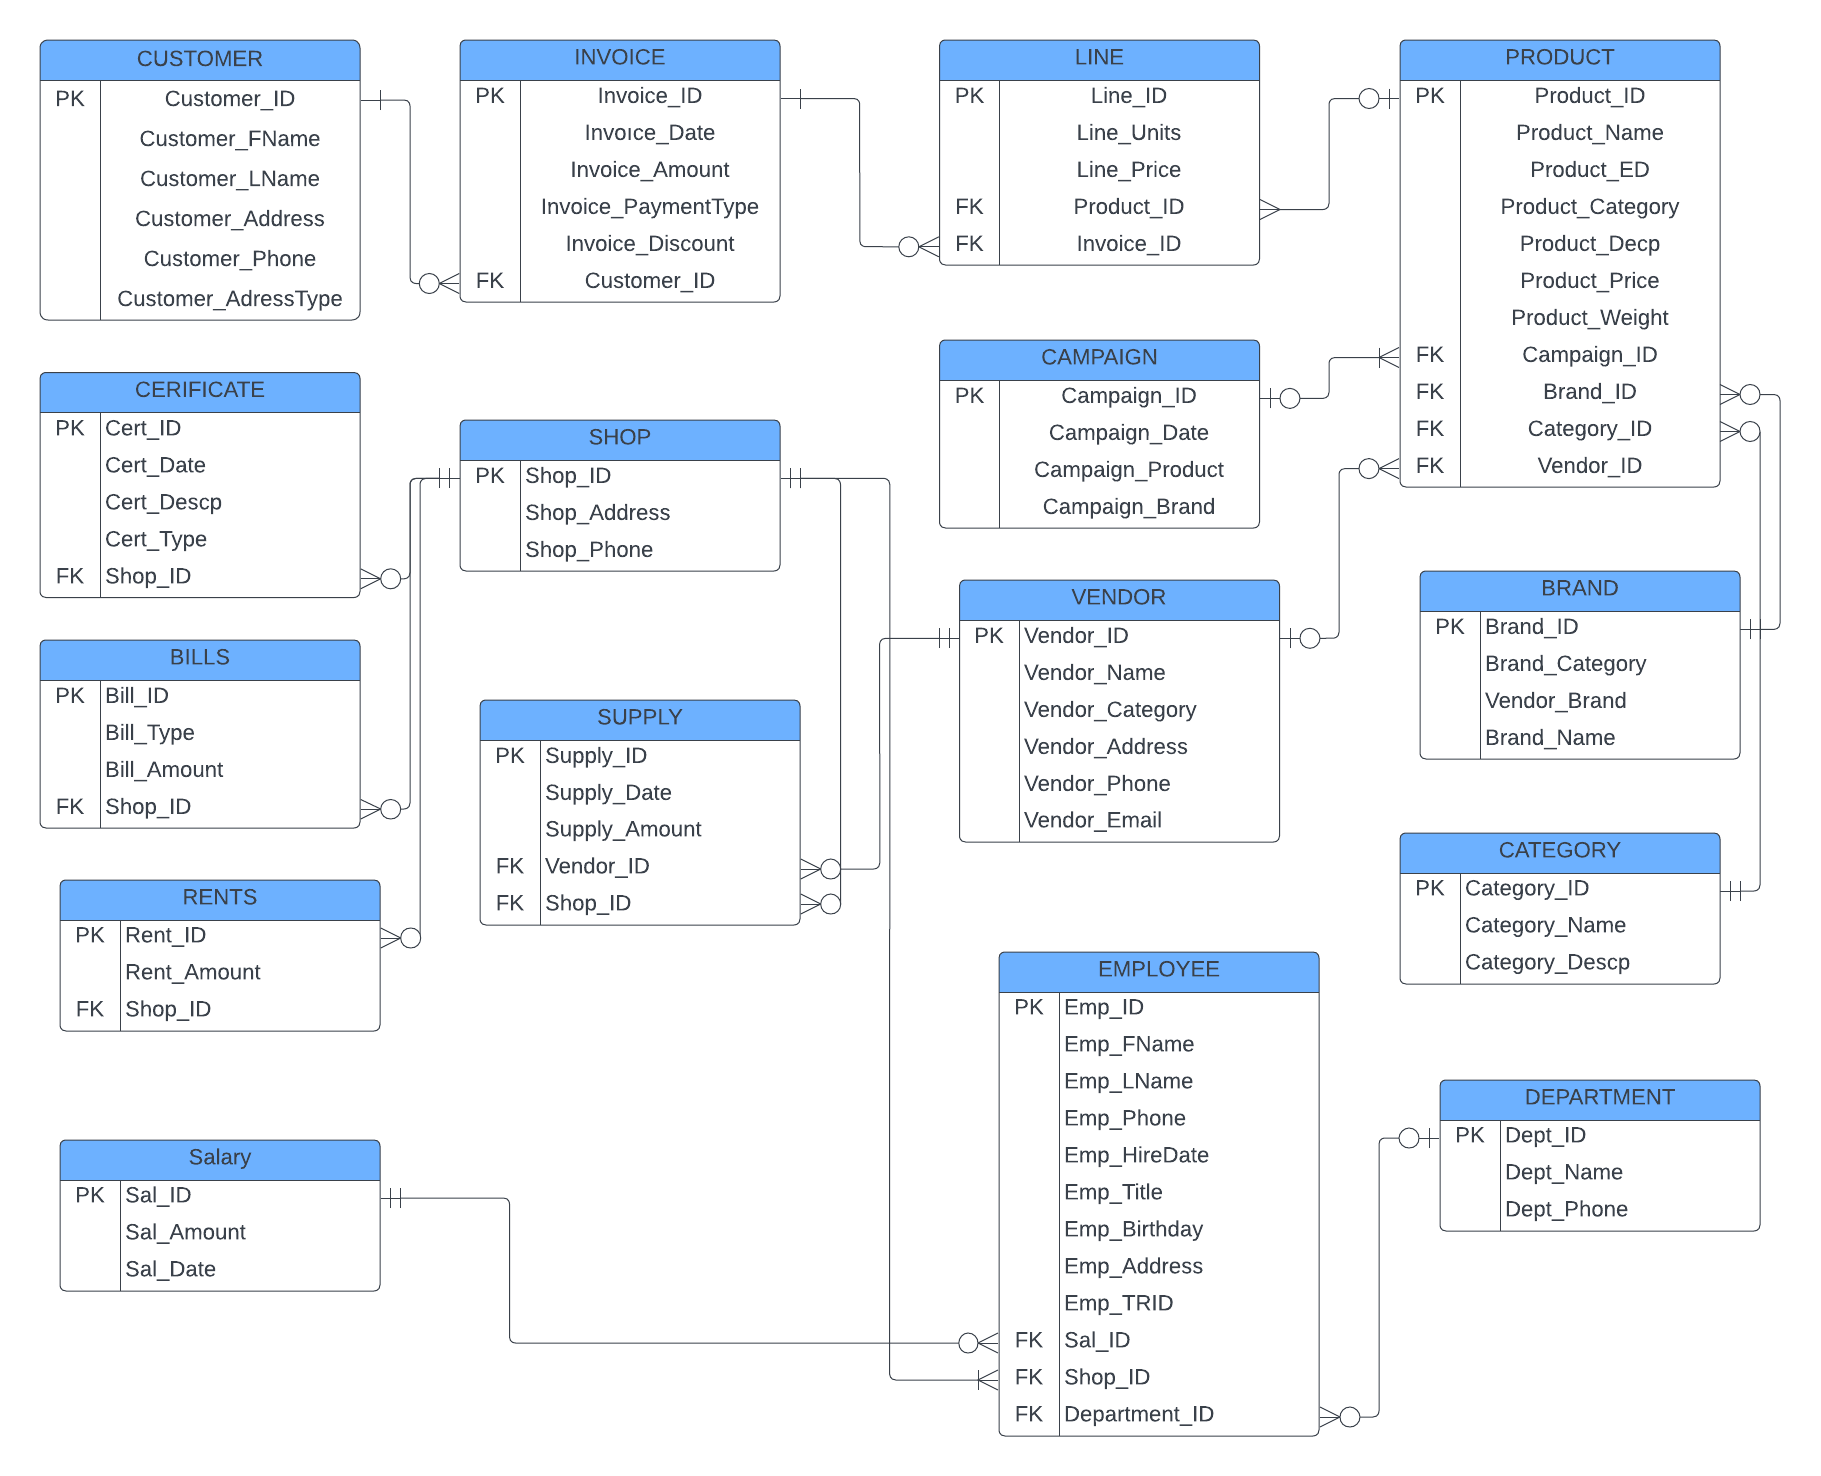 CUSTOMER
PK Customer_ID
Customer_FName
Customer_LName
Customer_Address
Customer_Phone
Customer_AdressType
INVOICE
PK Invoice_ID
Invoıce_Date
Invoice_Amount
Invoice_PaymentType
Invoice_Discount
FK Customer_ID
LINE
PK Line_ID
Line_Units
Line_Price
FK Product_ID
FK Invoice_ID
PRODUCT
PK Product_ID
Product_Name
Product_ED
Product_Category
Product_Decp
Product_Price
Product_Weight
FK Campaign_ID
FK Brand_ID
FK Category_ID
FK Vendor_ID
CERIFICATE
PK Cert_ID
Cert_Date
Cert_Descp
Cert_Type
FK Shop_ID
SHOP
PK Shop_ID
Shop_Address
Shop_Phone
CAMPAIGN
PK Campaign_ID
Campaign_Date
Campaign_Product
Campaign_Brand
BILLS
PK Bill_ID
Bill_Type
Bill_Amount
FK Shop_ID
SUPPLY
PK Supply_ID
Supply_Date
Supply_Amount
FK Vendor_ID
FK Shop_ID
VENDOR
PK Vendor_ID
Vendor_Name
Vendor_Category
Vendor_Address
Vendor_Phone
Vendor_Email
BRAND
PK Brand_ID
Brand_Category
Vendor_Brand
Brand_Name
RENTS
PK Rent_ID
Rent_Amount
FK Shop_ID
CATEGORY
PK Category_ID
Category_Name
Category_Descp
EMPLOYEE
PK Emp_ID
Emp_FName
Emp_LName
Emp_Phone
Emp_HireDate
Emp_Title
Emp_Birthday
Emp_Address
Emp_TRID
FK Sal_ID
FK Shop_ID
FK Department_ID
Salary
PK Sal_ID
Sal_Amount
Sal_Date
DEPARTMENT
PK Dept_ID
Dept_Name
Dept_Phone